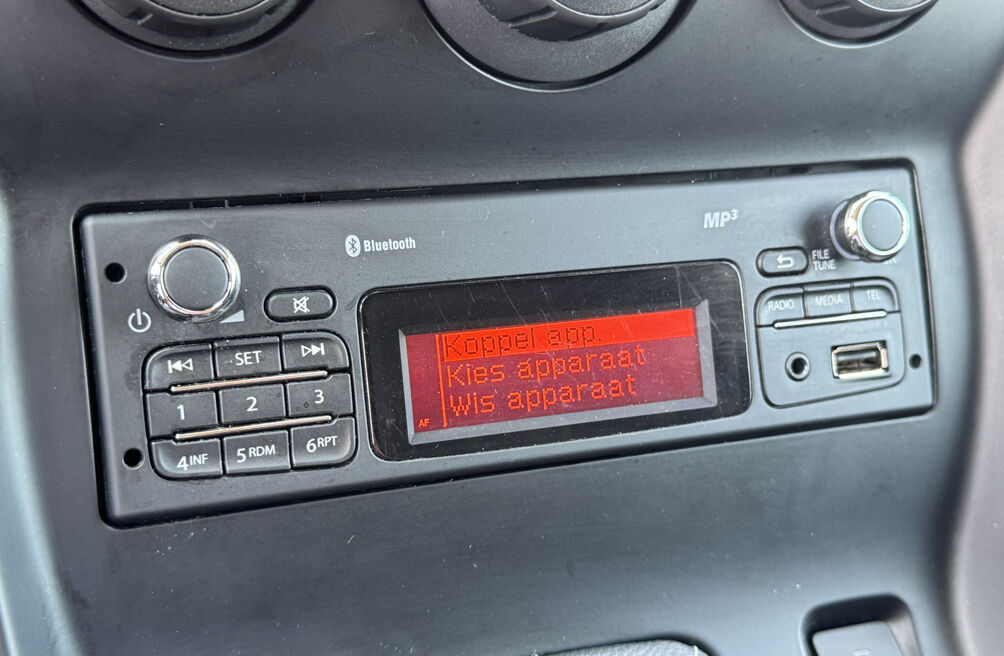 Bluetooth
MP3
FILE
TUNE
RADIO MEDIA TEL
SET
1 2 3
4INF 5RDM 6RPT
Koppel app.
Kies apparaat
Wis apparaat
AF